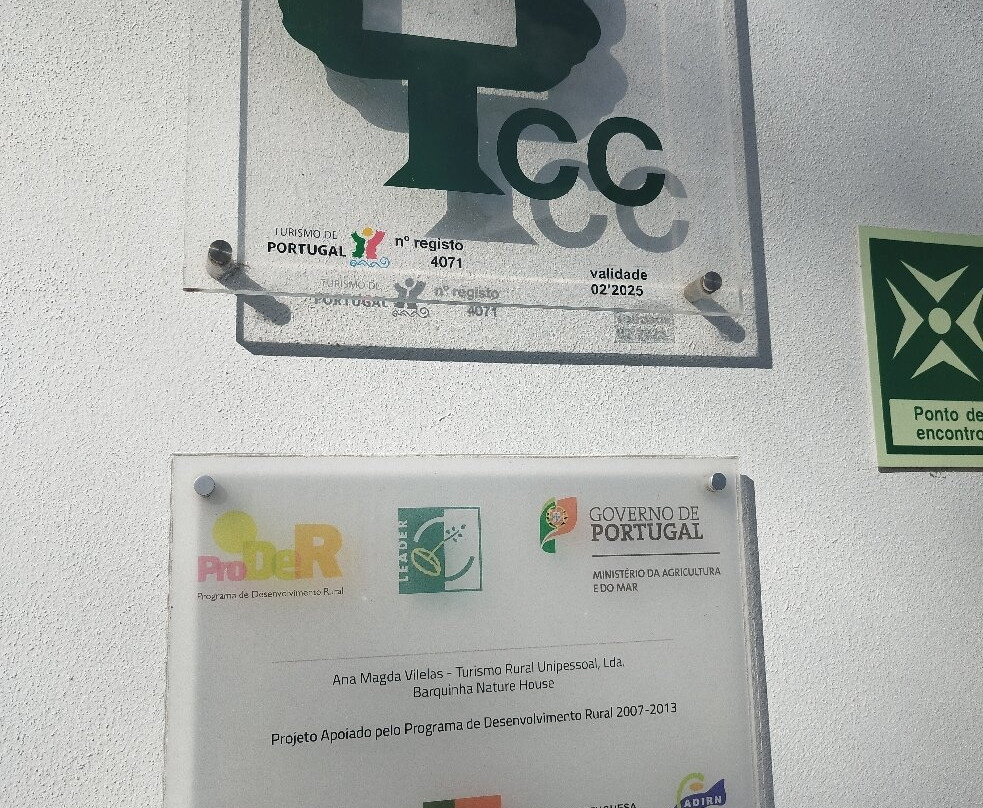 CC
TURISMO DE
PORTUGAL
nº registo
4071
validade
02'2025
Ponto de
encontro
ProDeR
Programa de Desenvolvimento Rural
LEADER
GOVERNO DE
PORTUGAL
MINISTÉRIO DA AGRICULTURA
E DO MAR
Ana Magda Vilelas - Turismo Rural Unipessoal, Lda.
Barquinha Nature House
Projeto Apoiado pelo Programa de Desenvolvimento Rural 2007-2013
ADIRN